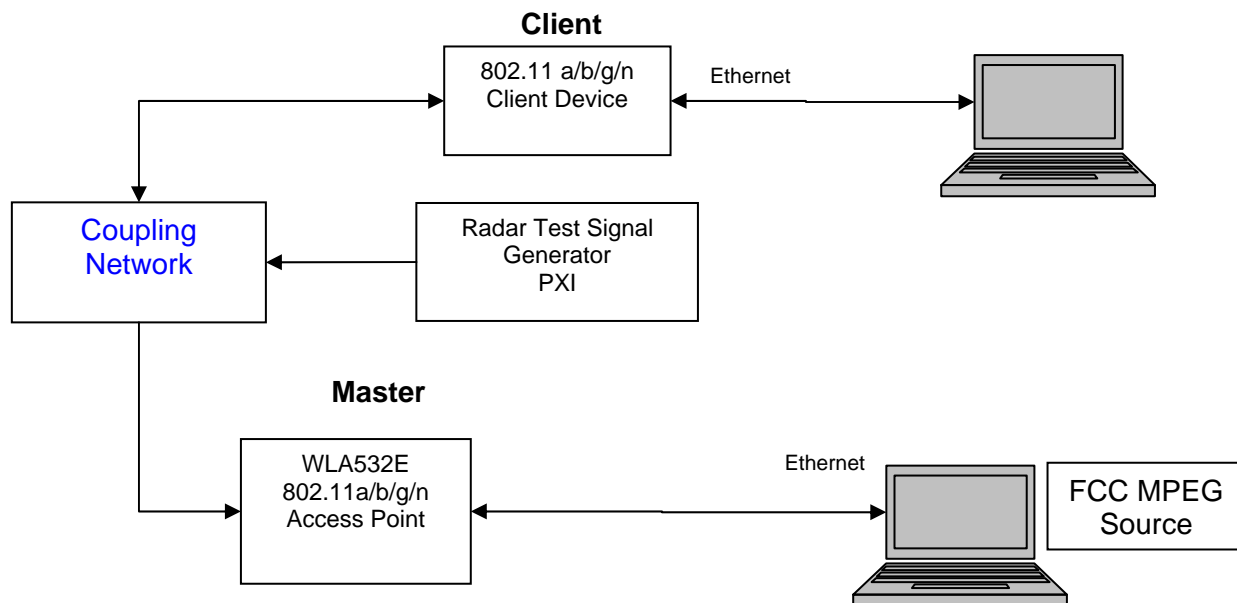 Client
802.11 a/b/g/n
Client Device
Ethernet
Coupling
Network
Radar Test Signal
Generator
PXI
Master
WLA532E
802.11a/b/g/n
Access Point
Ethernet
FCC MPEG
Source